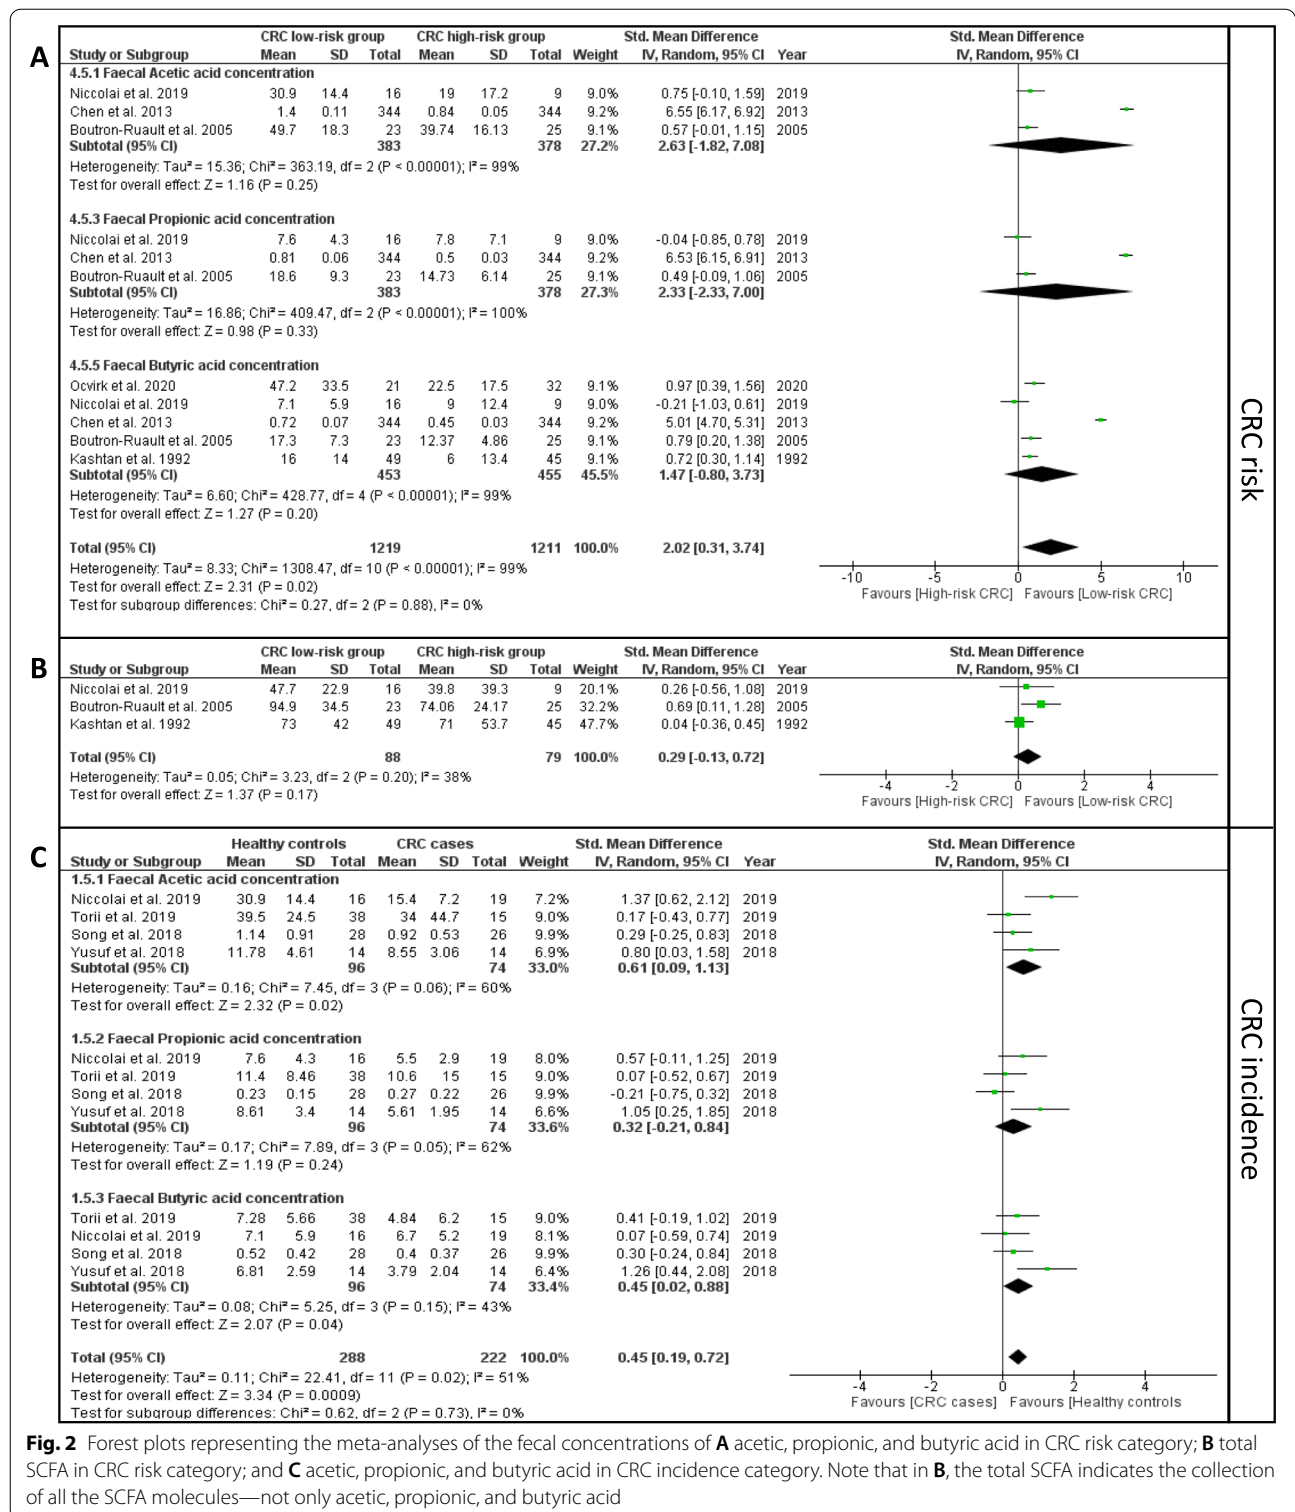 A
CRC low-risk group CRC high-risk group Std. Mean Difference Std. Mean Difference
Study or Subgroup Mean SD Total Mean SD Total Weight IV, Random, 95% CI Year IV, Random, 95% CI
4.5.1 Faecal Acetic acid concentration
Niccolai et al. 2019 30.9 14.4 16 19 17.2 9 9.0% 0.75 [-0.10, 1.59] 2019
Chen et al. 2013 1.4 0.11 344 0.84 0.05 344 9.2% 6.55 [6.17, 6.92] 2013
Boutron-Ruault et al. 2005 49.7 18.3 23 39.74 16.13 25 9.1% 0.57 [-0.01, 1.15] 2005
Subtotal (95% CI) 383 378 27.2% 2.63 [-1.82, 7.08]
Heterogeneity: Tau² = 15.36; Chi² = 363.19, df = 2 (P < 0.00001); I² = 99%
Test for overall effect: Z = 1.16 (P = 0.25)
4.5.3 Faecal Propionic acid concentration
Niccolai et al. 2019 7.6 4.3 16 7.8 7.1 9 9.0% -0.04 [-0.85, 0.78] 2019
Chen et al. 2013 0.81 0.06 344 0.5 0.03 344 9.2% 6.53 [6.15, 6.91] 2013
Boutron-Ruault et al. 2005 18.6 9.3 23 14.73 6.14 25 9.1% 0.49 [-0.09, 1.06] 2005
Subtotal (95% CI) 383 378 27.3% 2.33 [-2.33, 7.00]
Heterogeneity: Tau² = 16.86; Chi² = 409.47, df = 2 (P < 0.00001); I² = 100%
Test for overall effect: Z = 0.98 (P = 0.33)
4.5.5 Faecal Butyric acid concentration
Ocvirk et al. 2020 47.2 33.5 21 22.5 17.5 32 9.1% 0.97 [0.39, 1.56] 2020
Niccolai et al. 2019 7.1 5.9 16 9 12.4 9 9.0% -0.21 [-1.03, 0.61] 2019
Chen et al. 2013 0.72 0.07 344 0.45 0.03 344 9.2% 5.01 [4.70, 5.31] 2013
Boutron-Ruault et al. 2005 17.3 7.3 23 12.37 4.86 25 9.1% 0.79 [0.20, 1.38] 2005
Kashtan et al. 1992 16 14 49 6 13.4 45 9.1% 0.72 [0.30, 1.14] 1992
Subtotal (95% CI) 453 455 45.5% 1.47 [-0.80, 3.73]
Heterogeneity: Tau² = 6.60; Chi² = 428.77, df = 4 (P < 0.00001); I² = 99%
Test for overall effect: Z = 1.27 (P = 0.20)
Total (95% CI) 1219 1211 100.0% 2.02 [0.31, 3.74]
Heterogeneity: Tau² = 8.33; Chi² = 1308.47, df = 10 (P < 0.00001); I² = 99%
Test for overall effect: Z = 2.31 (P = 0.02)
Test for subgroup differences: Chi² = 0.27, df = 2 (P = 0.88), I² = 0%
-10 -5 0 5 10
Favours [High-risk CRC] Favours [Low-risk CRC]
CRC risk
B
CRC low-risk group CRC high-risk group Std. Mean Difference Std. Mean Difference
Study or Subgroup Mean SD Total Mean SD Total Weight IV, Random, 95% CI Year IV, Random, 95% CI
Niccolai et al. 2019 47.7 22.9 16 39.8 39.3 9 20.1% 0.26 [-0.56, 1.08] 2019
Boutron-Ruault et al. 2005 94.9 34.5 23 74.06 24.17 25 32.2% 0.69 [0.11, 1.28] 2005
Kashtan et al. 1992 73 42 49 71 53.7 45 47.7% 0.04 [-0.36, 0.45] 1992
Total (95% CI) 88 79 100.0% 0.29 [-0.13, 0.72]
Heterogeneity: Tau² = 0.05; Chi² = 3.23, df = 2 (P = 0.20); I² = 38%
Test for overall effect: Z = 1.37 (P = 0.17)
-4 -2 0 2 4
Favours [High-risk CRC] Favours [Low-risk CRC]
C
Healthy controls CRC cases Std. Mean Difference Std. Mean Difference
Study or Subgroup Mean SD Total Mean SD Total Weight IV, Random, 95% CI Year IV, Random, 95% CI
1.5.1 Faecal Acetic acid concentration
Niccolai et al. 2019 30.9 14.4 16 15.4 7.2 19 7.2% 1.37 [0.62, 2.12] 2019
Torii et al. 2019 39.5 24.5 38 34 44.7 15 9.0% 0.17 [-0.43, 0.77] 2019
Song et al. 2018 1.14 0.91 28 0.92 0.53 26 9.9% 0.29 [-0.25, 0.83] 2018
Yusuf et al. 2018 11.78 4.61 14 8.55 3.06 14 6.9% 0.80 [0.03, 1.58] 2018
Subtotal (95% CI) 96 74 33.0% 0.61 [0.09, 1.13]
Heterogeneity: Tau² = 0.16; Chi² = 7.45, df = 3 (P = 0.06); I² = 60%
Test for overall effect: Z = 2.32 (P = 0.02)
1.5.2 Faecal Propionic acid concentration
Niccolai et al. 2019 7.6 4.3 16 5.5 2.9 19 8.0% 0.57 [-0.11, 1.25] 2019
Torii et al. 2019 11.4 8.46 38 10.6 15 15 9.0% 0.07 [-0.52, 0.67] 2019
Song et al. 2018 0.23 0.15 28 0.27 0.22 26 9.9% -0.21 [-0.75, 0.32] 2018
Yusuf et al. 2018 8.61 3.4 14 5.61 1.95 14 6.6% 1.05 [0.25, 1.85] 2018
Subtotal (95% CI) 96 74 33.6% 0.32 [-0.21, 0.84]
Heterogeneity: Tau² = 0.17; Chi² = 7.89, df = 3 (P = 0.05); I² = 62%
Test for overall effect: Z = 1.19 (P = 0.24)
1.5.3 Faecal Butyric acid concentration
Torii et al. 2019 7.28 5.66 38 4.84 6.2 15 9.0% 0.41 [-0.19, 1.02] 2019
Niccolai et al. 2019 7.1 5.9 16 6.7 5.2 19 8.1% 0.07 [-0.59, 0.74] 2019
Song et al. 2018 0.52 0.42 28 0.4 0.37 26 9.9% 0.30 [-0.24, 0.84] 2018
Yusuf et al. 2018 6.81 2.59 14 3.79 2.04 14 6.4% 1.26 [0.44, 2.08] 2018
Subtotal (95% CI) 96 74 33.4% 0.45 [0.02, 0.88]
Heterogeneity: Tau² = 0.08; Chi² = 5.25, df = 3 (P = 0.15); I² = 43%
Test for overall effect: Z = 2.07 (P = 0.04)
Total (95% CI) 288 222 100.0% 0.45 [0.19, 0.72]
Heterogeneity: Tau² = 0.11; Chi² = 22.41, df = 11 (P = 0.02); I² = 51%
Test for overall effect: Z = 3.34 (P = 0.0009)
Test for subgroup differences: Chi² = 0.62, df = 2 (P = 0.73), I² = 0%
-4 -2 0 2 4
Favours [CRC cases] Favours [Healthy controls
CRC incidence
Fig. 2 Forest plots representing the meta-analyses of the fecal concentrations of A acetic, propionic, and butyric acid in CRC risk category; B total
SCFA in CRC risk category; and C acetic, propionic, and butyric acid in CRC incidence category. Note that in B, the total SCFA indicates the collection
of all the SCFA molecules—not only acetic, propionic, and butyric acid